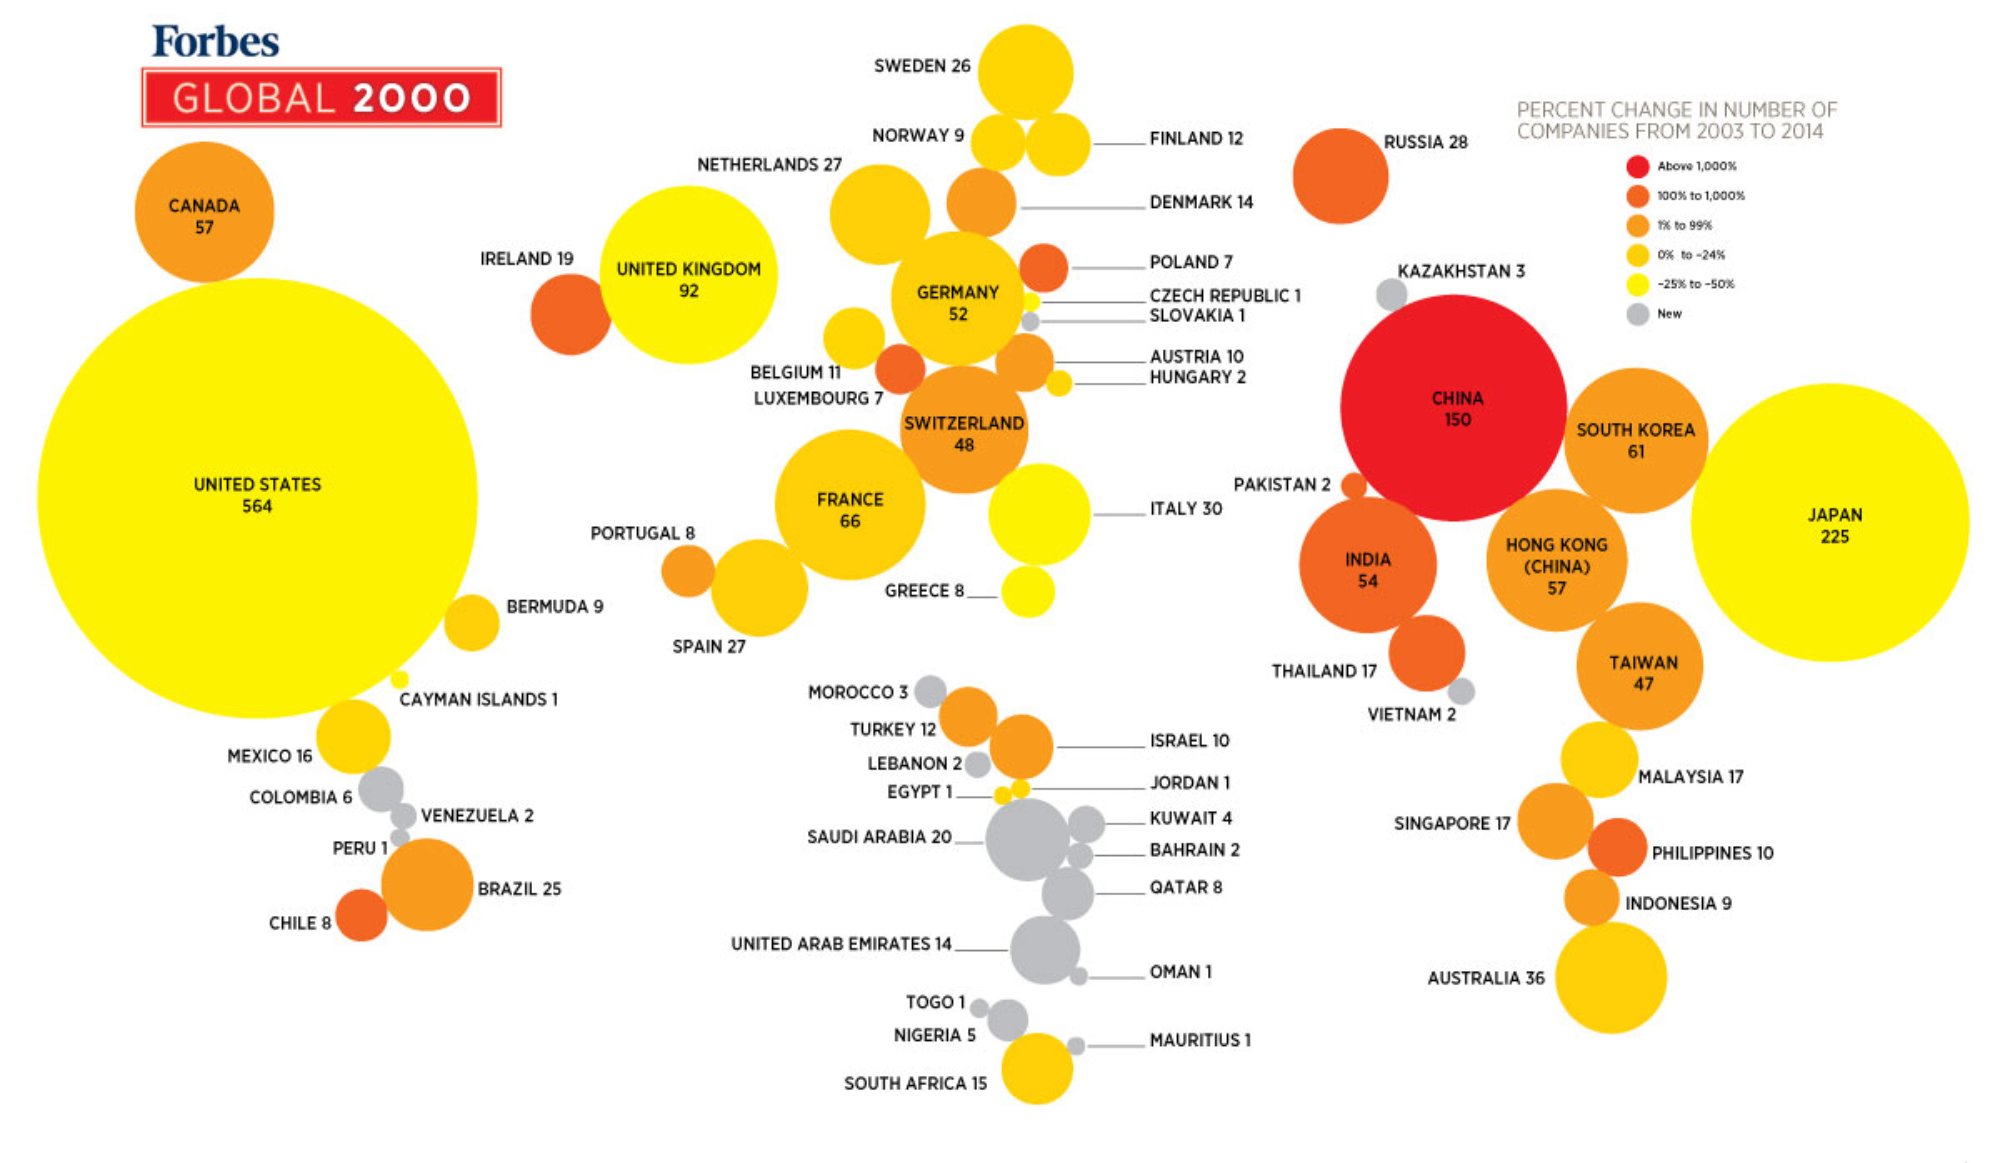 Forbes
GLOBAL 2000
PERCENT CHANGE IN NUMBER OF
COMPANIES FROM 2003 TO 2014
Above 1,000%
100% to 1,000%
1% to 99%
0% to -24%
-25% to -50%
New
CANADA
57
UNITED STATES
564
BERMUDA 9
CAYMAN ISLANDS 1
MEXICO 16
COLOMBIA 6
VENEZUELA 2
PERU 1
BRAZIL 25
CHILE 8
SWEDEN 26
NORWAY 9
FINLAND 12
NETHERLANDS 27
DENMARK 14
IRELAND 19
UNITED KINGDOM
92
GERMANY
52
POLAND 7
CZECH REPUBLIC 1
SLOVAKIA 1
BELGIUM 11
LUXEMBOURG 7
AUSTRIA 10
HUNGARY 2
SWITZERLAND
48
FRANCE
66
ITALY 30
PORTUGAL 8
SPAIN 27
GREECE 8
MOROCCO 3
TURKEY 12
ISRAEL 10
LEBANON 2
EGYPT 1
JORDAN 1
SAUDI ARABIA 20
KUWAIT 4
BAHRAIN 2
QATAR 8
UNITED ARAB EMIRATES 14
OMAN 1
TOGO 1
NIGERIA 5
MAURITIUS 1
SOUTH AFRICA 15
RUSSIA 28
KAZAKHSTAN 3
CHINA
150
SOUTH KOREA
61
JAPAN
225
PAKISTAN 2
INDIA
54
HONG KONG
(CHINA)
57
THAILAND 17
VIETNAM 2
TAIWAN
47
MALAYSIA 17
SINGAPORE 17
PHILIPPINES 10
INDONESIA 9
AUSTRALIA 36